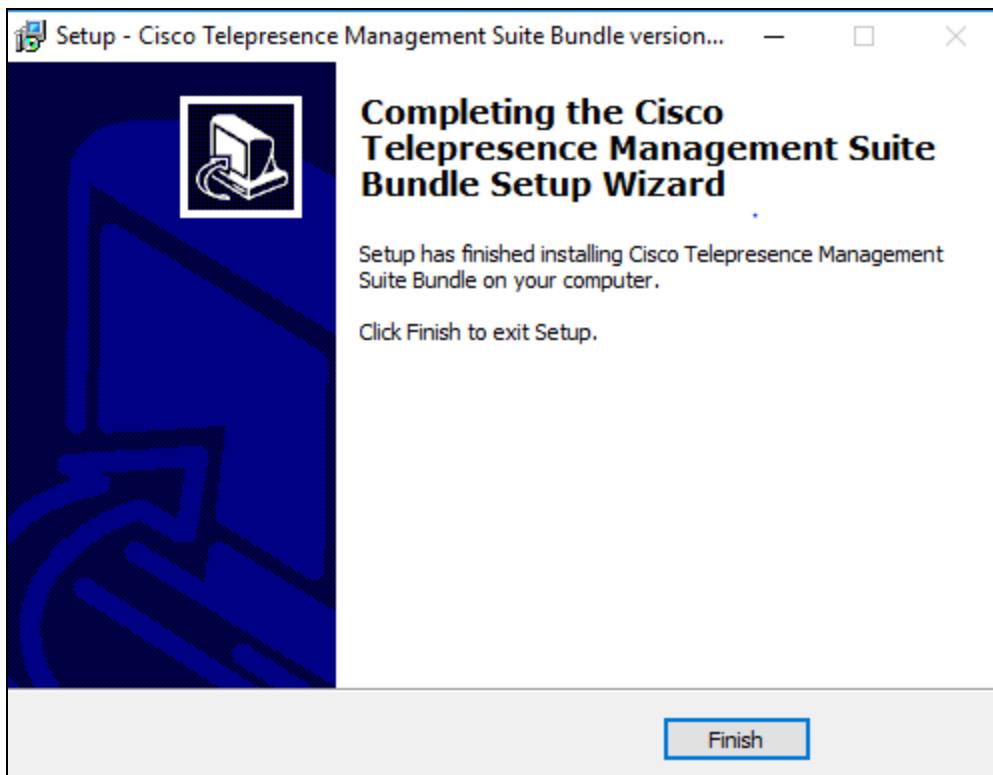 Setup - Cisco Telepresence Management Suite Bundle version...
Completing the Cisco
Telepresence Management Suite
Bundle Setup Wizard
Setup has finished installing Cisco Telepresence Management
Suite Bundle on your computer.
Click Finish to exit Setup.
Finish